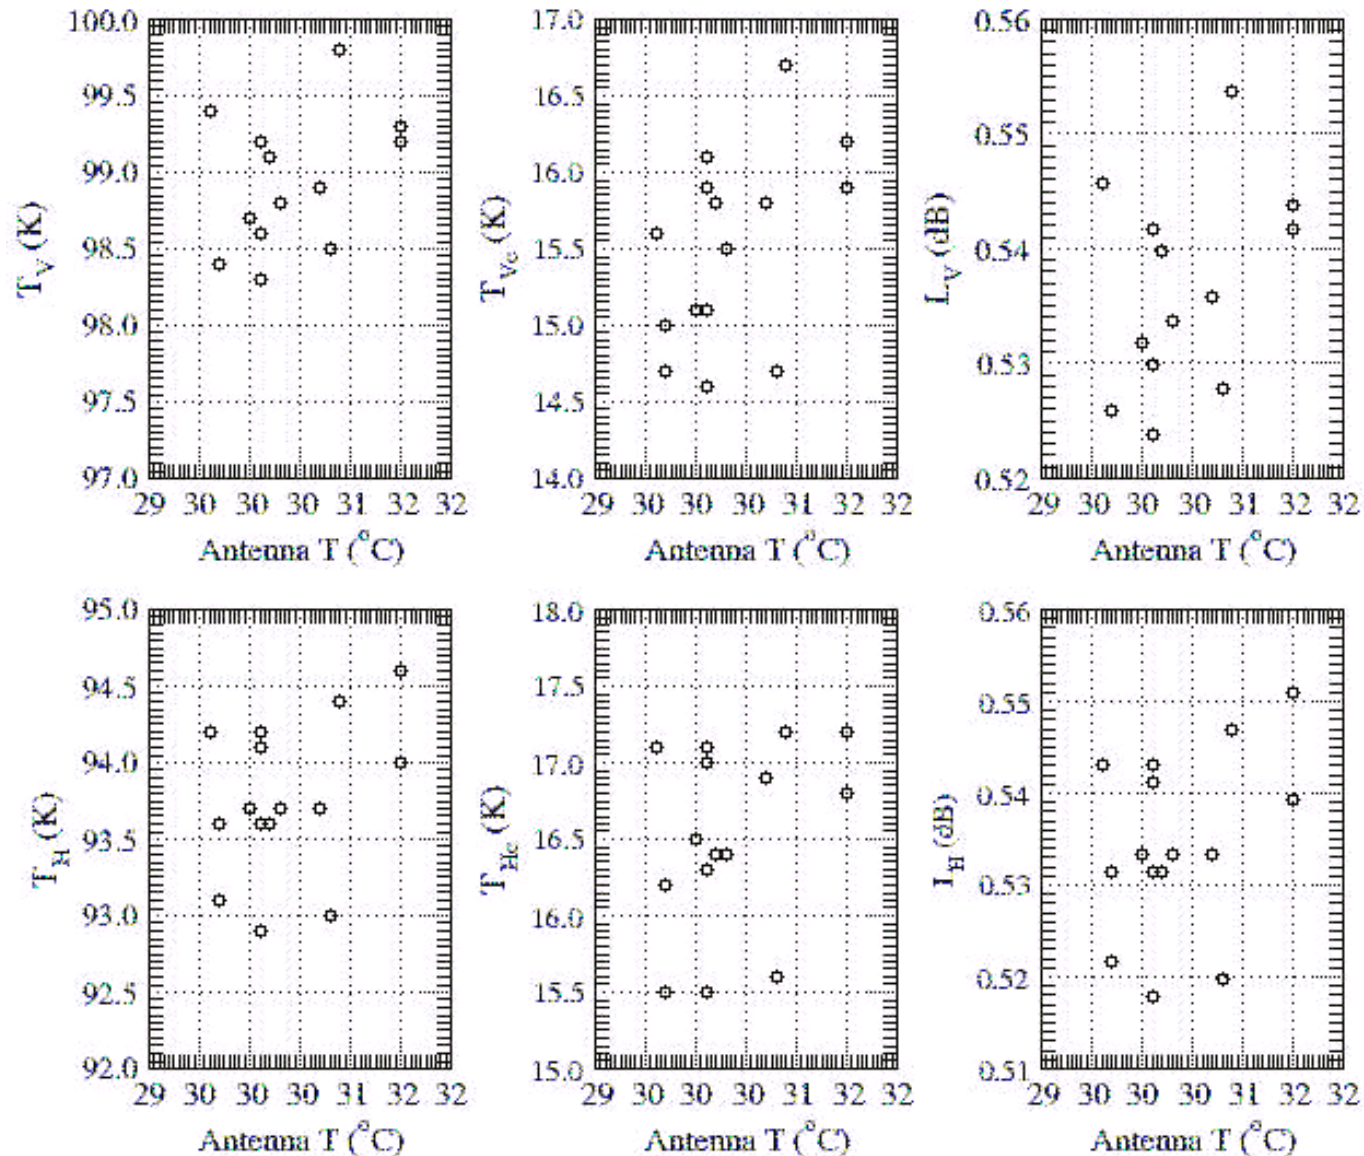 100.0
99.5
99.0
98.5
98.0
97.5
97.0
T_V (K)
29 30 30 30 31 32 32
Antenna T (°C)
17.0
16.5
16.0
15.5
15.0
14.5
14.0
T_Vc (K)
29 30 30 30 31 32 32
Antenna T (°C)
0.56
0.55
0.54
0.53
0.52
L_V (dB)
29 30 30 30 31 32 32
Antenna T (°C)
95.0
94.5
94.0
93.5
93.0
92.5
92.0
T_H (K)
29 30 30 30 31 32 32
Antenna T (°C)
18.0
17.5
17.0
16.5
16.0
15.5
15.0
T_Hc (K)
29 30 30 30 31 32 32
Antenna T (°C)
0.56
0.55
0.54
0.53
0.52
0.51
L_H (dB)
29 30 30 30 31 32 32
Antenna T (°C)